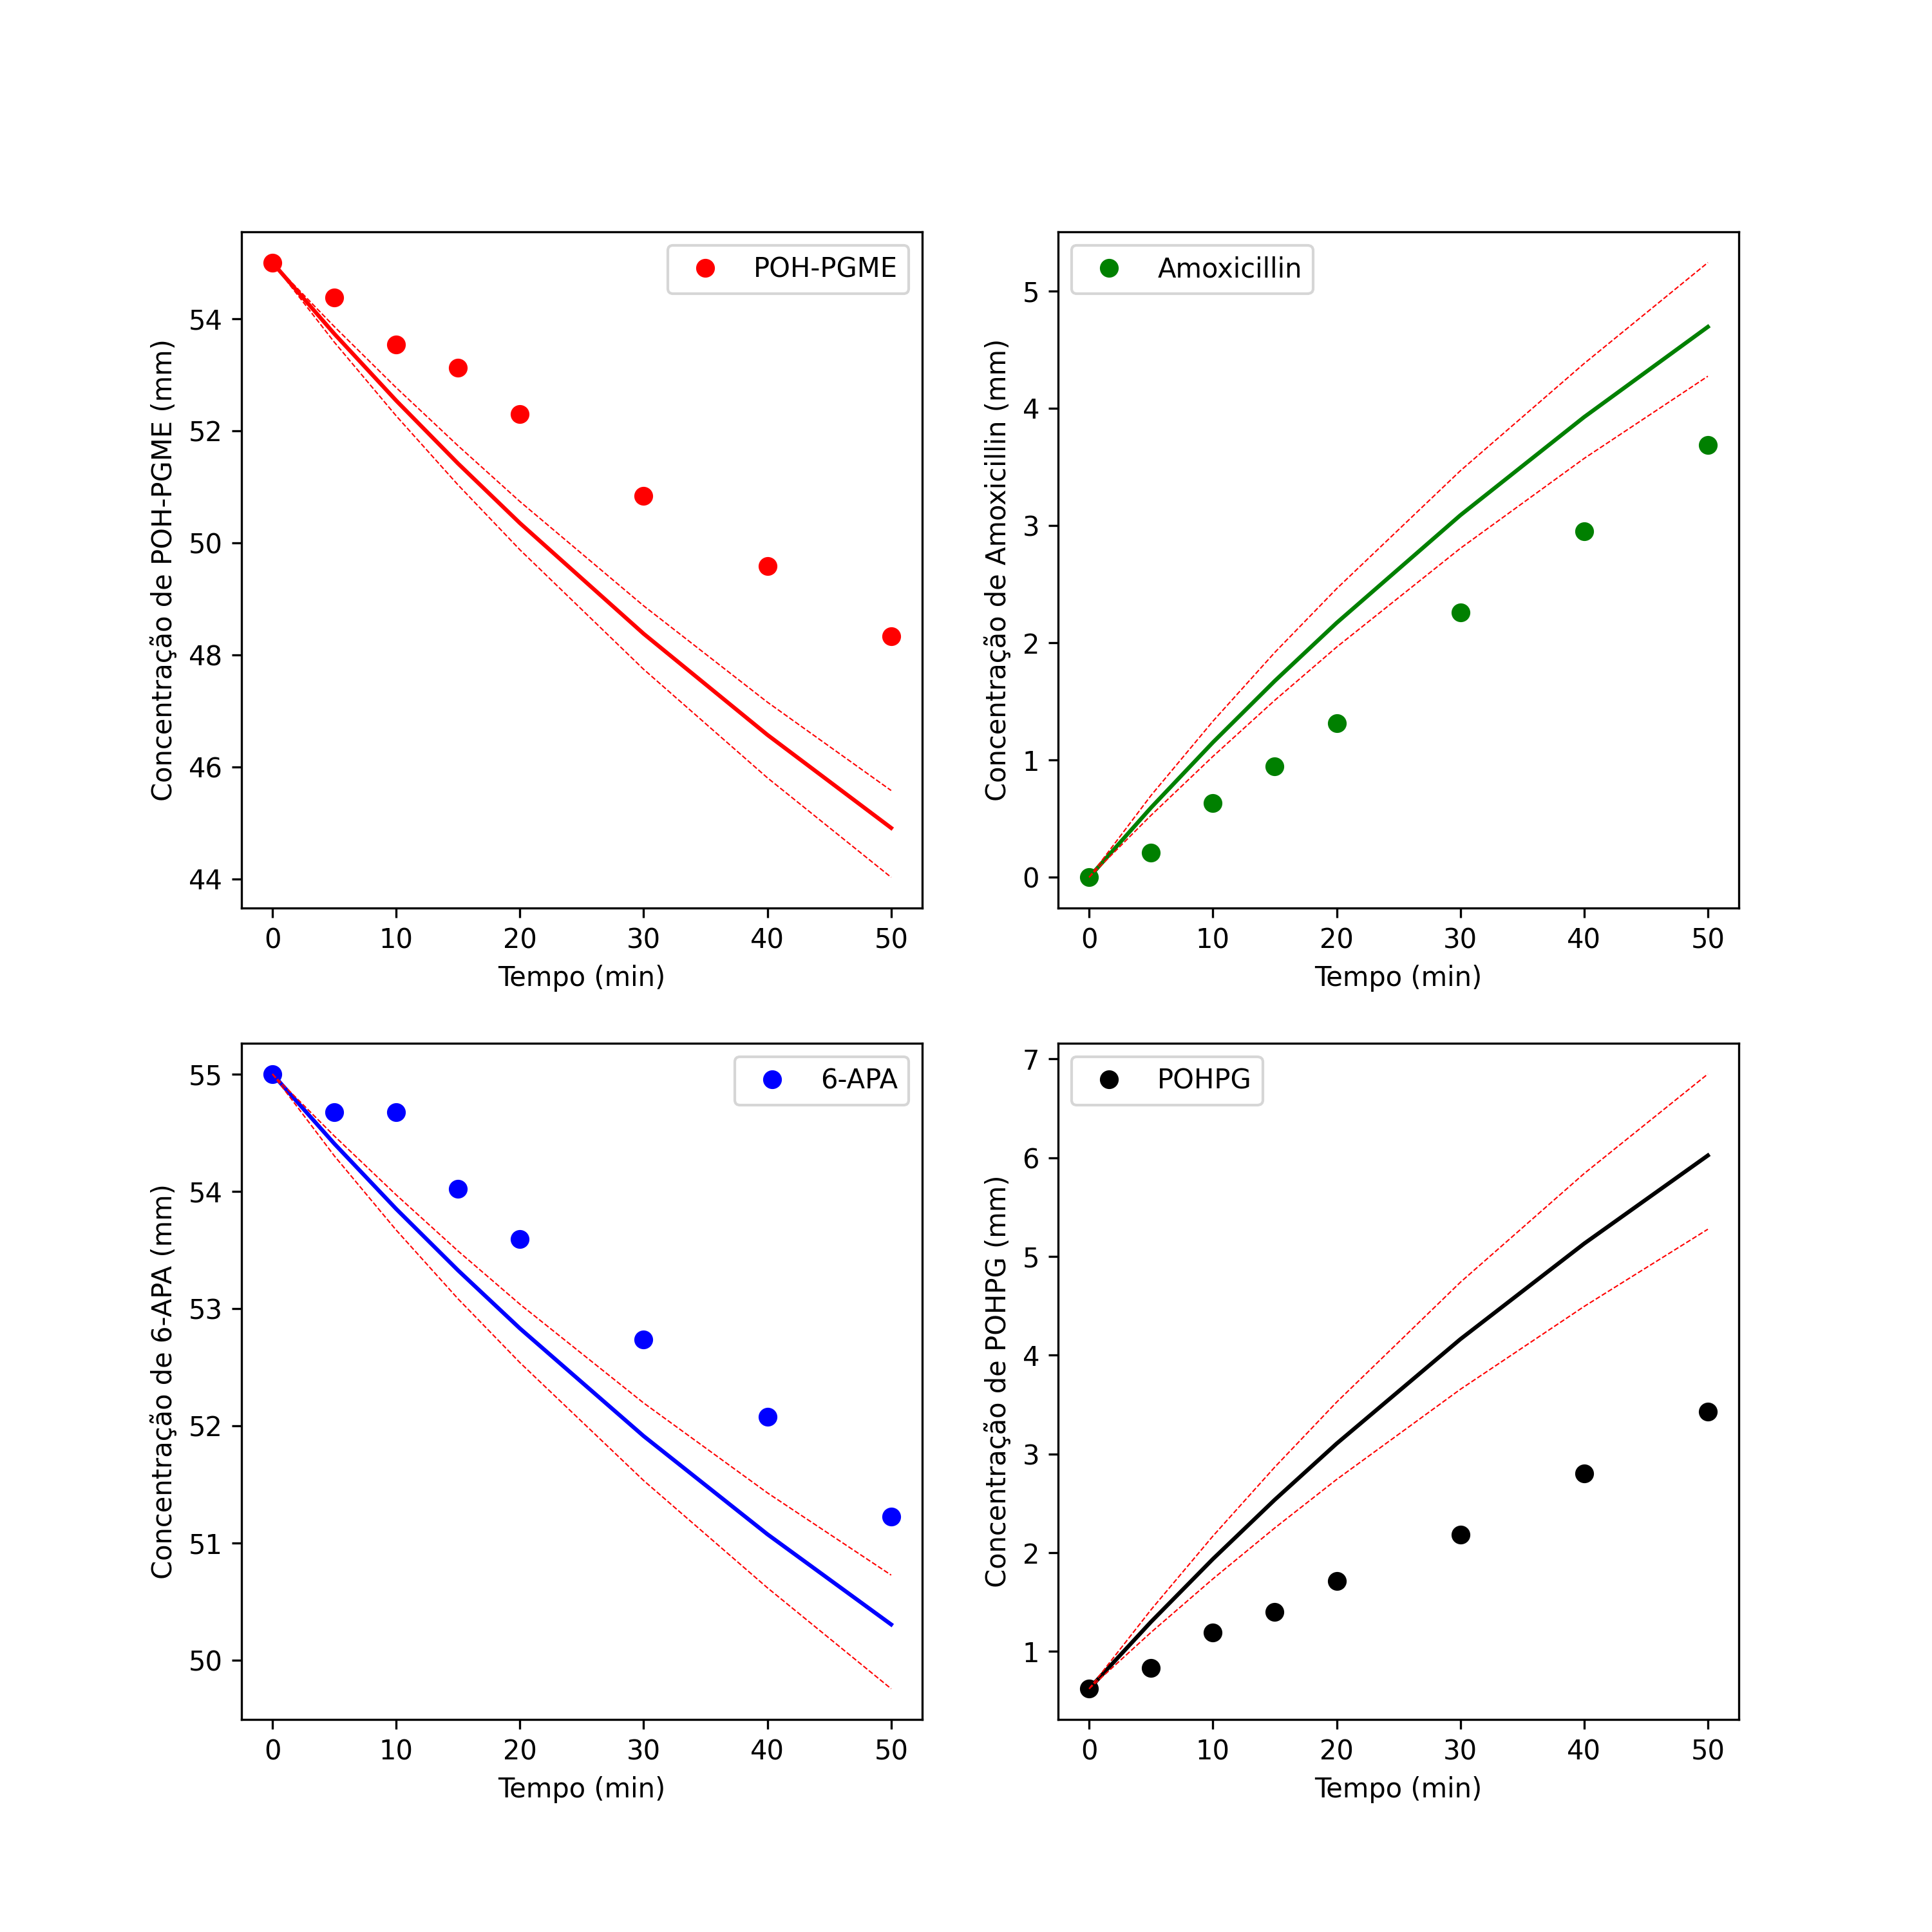 POH-PGME
Concentração de POH-PGME (mm)
54
52
50
48
46
44
0 10 20 30 40 50
Tempo (min)
Amoxicillin
Concentração de Amoxicillin (mm)
5
4
3
2
1
0
0 10 20 30 40 50
Tempo (min)
6-APA
Concentração de 6-APA (mm)
55
54
53
52
51
50
0 10 20 30 40 50
Tempo (min)
POHPG
Concentração de POHPG (mm)
7
6
5
4
3
2
1
0 10 20 30 40 50
Tempo (min)